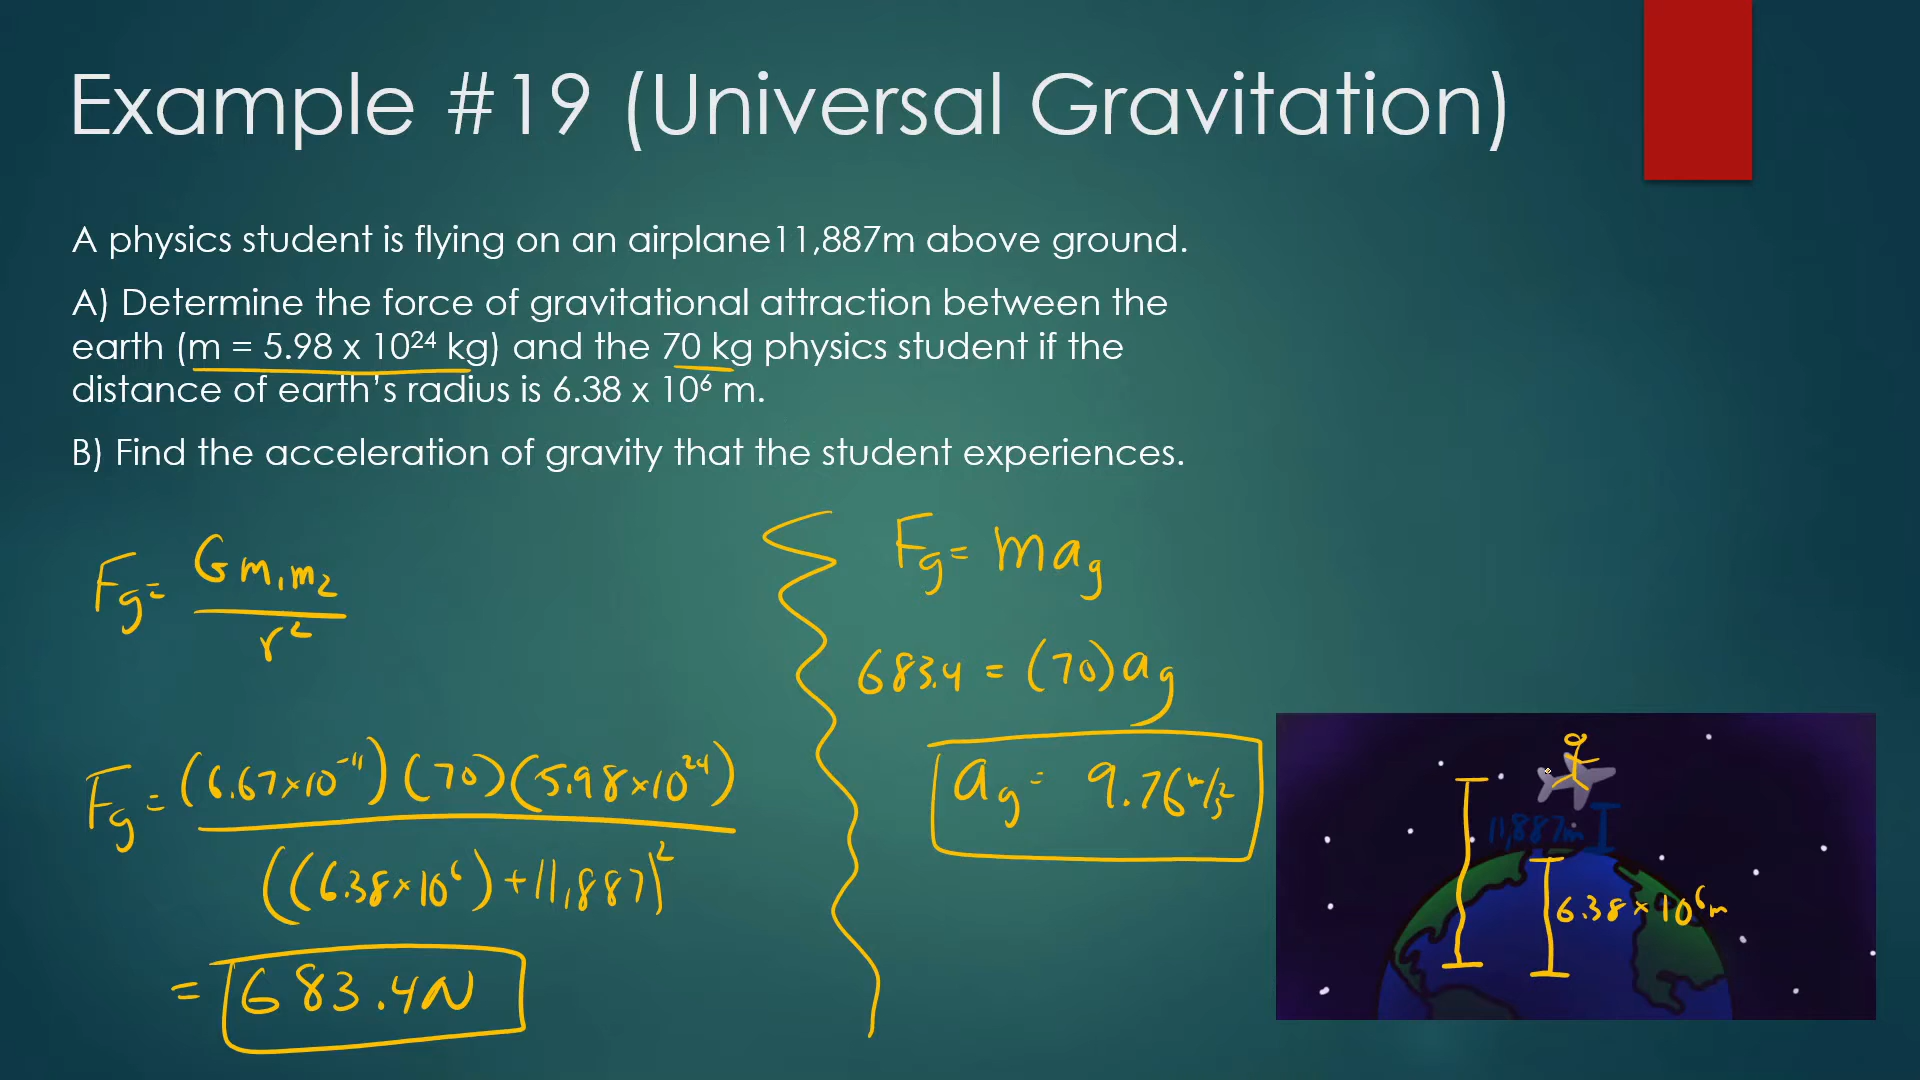 Example #19 (Universal Gravitation)
A physics student is flying on an airplane11,887m above ground.
A) Determine the force of gravitational attraction between the
earth (m = 5.98 x 10²⁴ kg) and the 70 kg physics student if the
distance of earth's radius is 6.38 x 10⁶ m.
B) Find the acceleration of gravity that the student experiences.
Fg = G m₁m₂
r²
Fg = (6.67×10⁻¹¹)(70)(5.98×10²⁴)
((6.38×10⁶)+11,887)²
= 683.4N
Fg = mag
683.4 = (70)ag
ag = 9.76 m/s²
11,887m
6.38×10⁶m